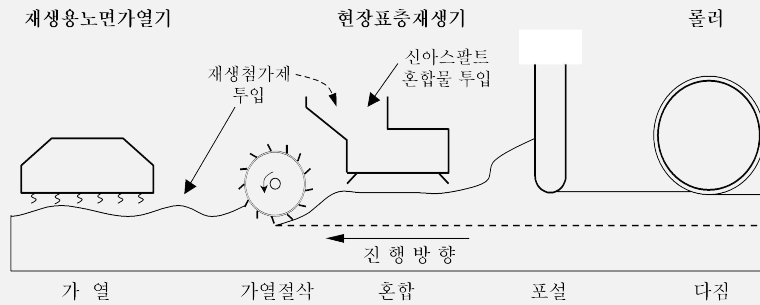 재생용노면가열기
현장표층재생기
롤러
재생첨가제
투입
신아스팔트
혼합물 투입
진행방향
가 열
가열절삭
혼합
포설
다짐